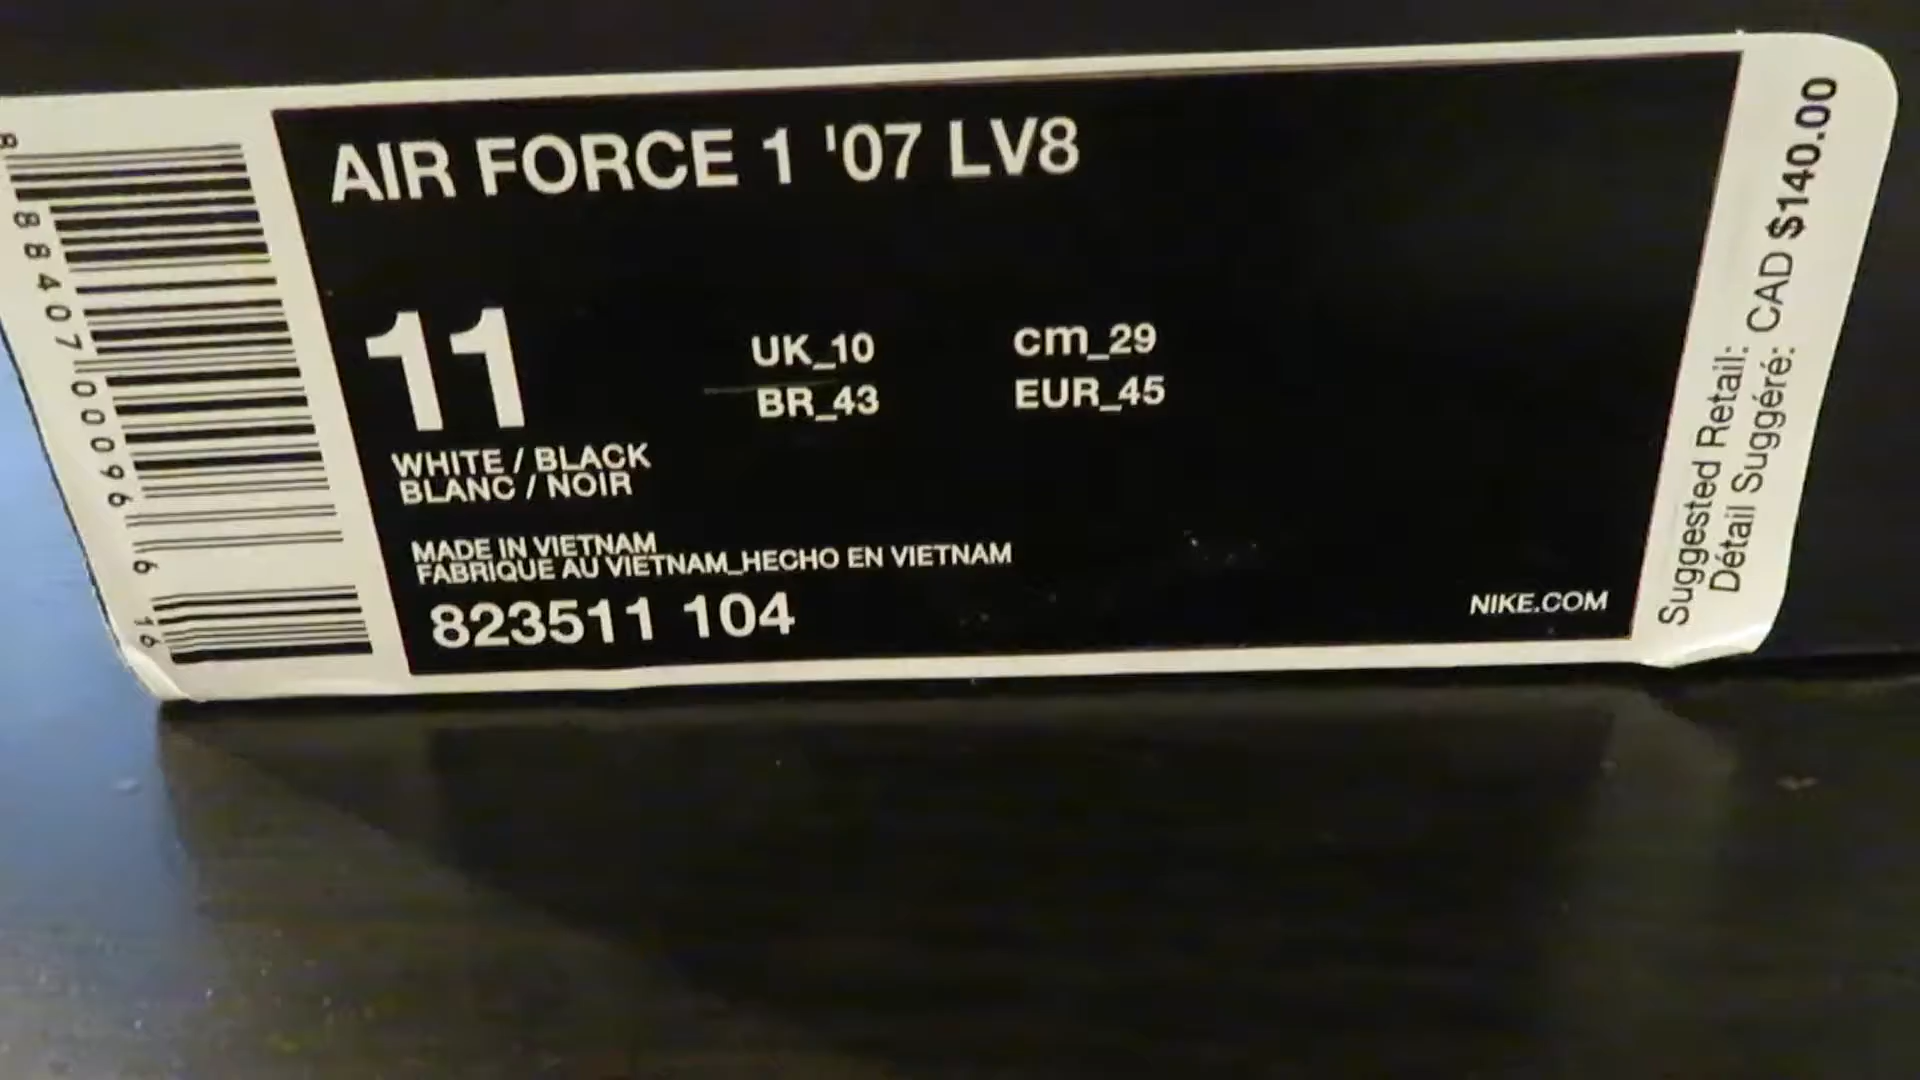 AIR FORCE 1 '07 LV8
11
UK_10
cm_29
BR_43
EUR_45
WHITE / BLACK
BLANC / NOIR
MADE IN VIETNAM
FABRIQUE AU VIETNAM_HECHO EN VIETNAM
823511 104
NIKE.COM
8 88407 00096 6 16
Suggested Retail:
Détail Suggéré: CAD $140.00